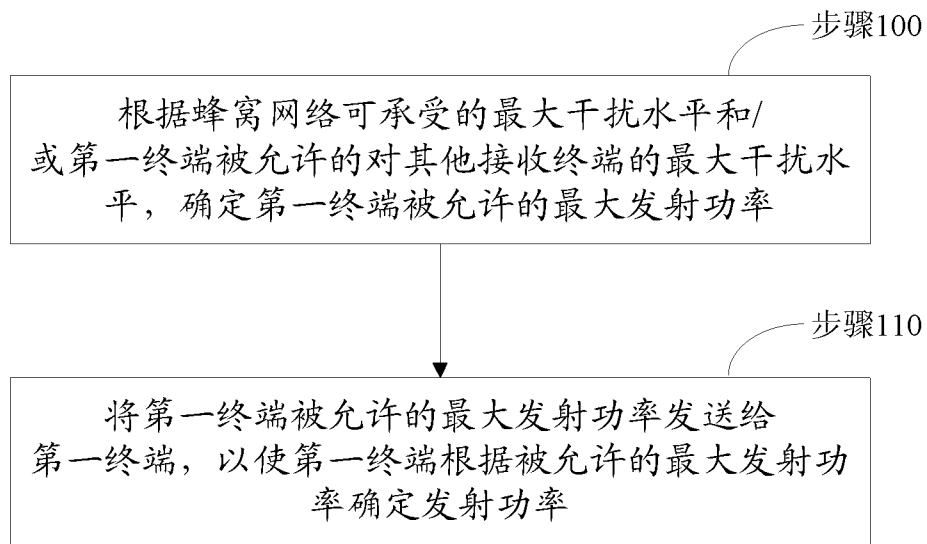 步骤100
根据蜂窝网络可承受的最大干扰水平和/
或第一终端被允许的对其他接收终端的最大干扰水
平，确定第一终端被允许的最大发射功率
步骤110
将第一终端被允许的最大发射功率发送给
第一终端，以使第一终端根据被允许的最大发射功
率确定发射功率